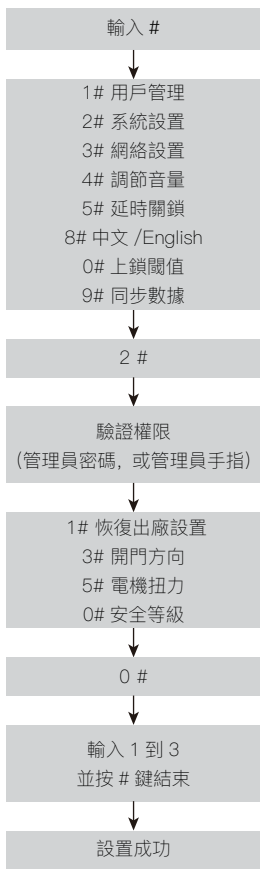 輸入 #
1# 用戶管理
2# 系統設置
3# 網絡設置
4# 調節音量
5# 延時關鎖
8# 中文 /English
0# 上鎖閾值
9# 同步數據
2 #
驗證權限
(管理員密碼, 或管理員手指)
1# 恢復出廠設置
3# 開門方向
5# 電機扭力
0# 安全等級
0 #
輸入 1 到 3
並按 # 鍵結束
設置成功